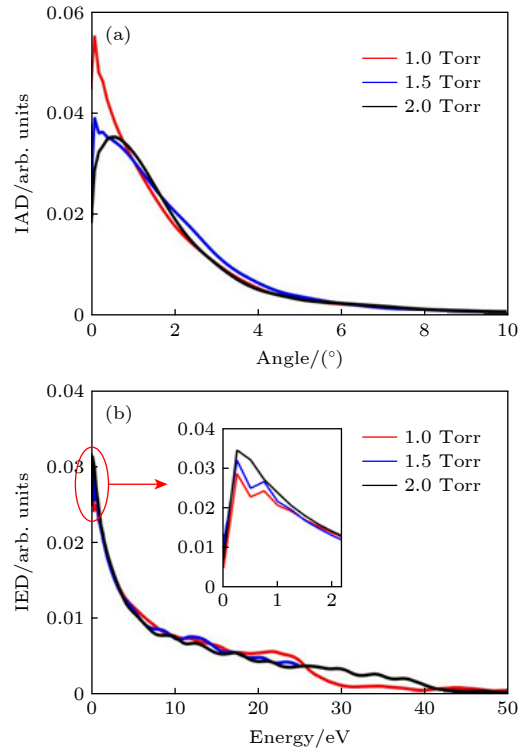 0.06
(a)
1.0 Torr
1.5 Torr
2.0 Torr
0.04
IAD/arb. units
0.02
0
0 2 4 6 8 10
Angle/(°)
0.04
(b)
1.0 Torr
1.5 Torr
2.0 Torr
0.04
0.03
0.02
0.01
0
0 1 2
0.03
IED/arb. units
0.02
0.01
0
0 10 20 30 40 50
Energy/eV